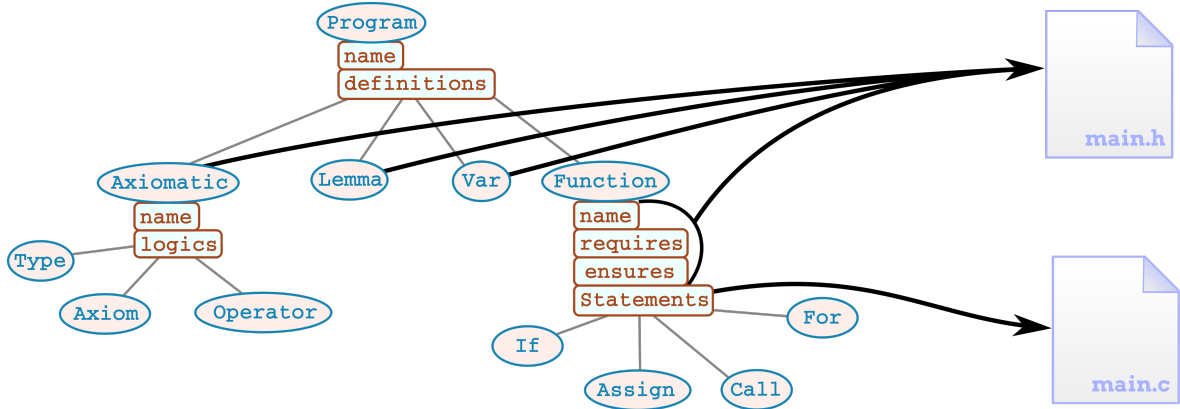 Program
name
definitions
main.h
Axiomatic
Lemma
Var
Function
name
logics
name
requires
ensures
Statements
Type
Axiom
Operator
If
For
Assign
Call
main.c